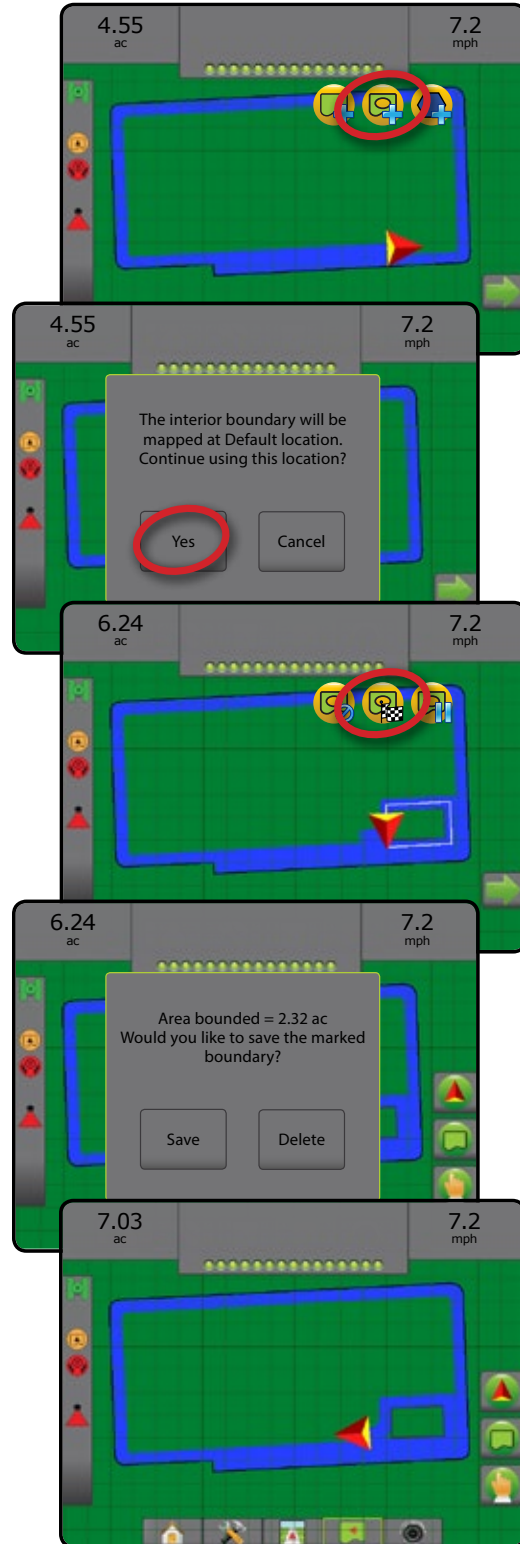 4.55
ac
7.2
mph
4.55
ac
7.2
mph
The interior boundary will be
mapped at Default location.
Continue using this location?
Yes
Cancel
6.24
ac
7.2
mph
6.24
ac
7.2
mph
Area bounded = 2.32 ac
Would you like to save the marked
boundary?
Save
Delete
7.03
ac
7.2
mph